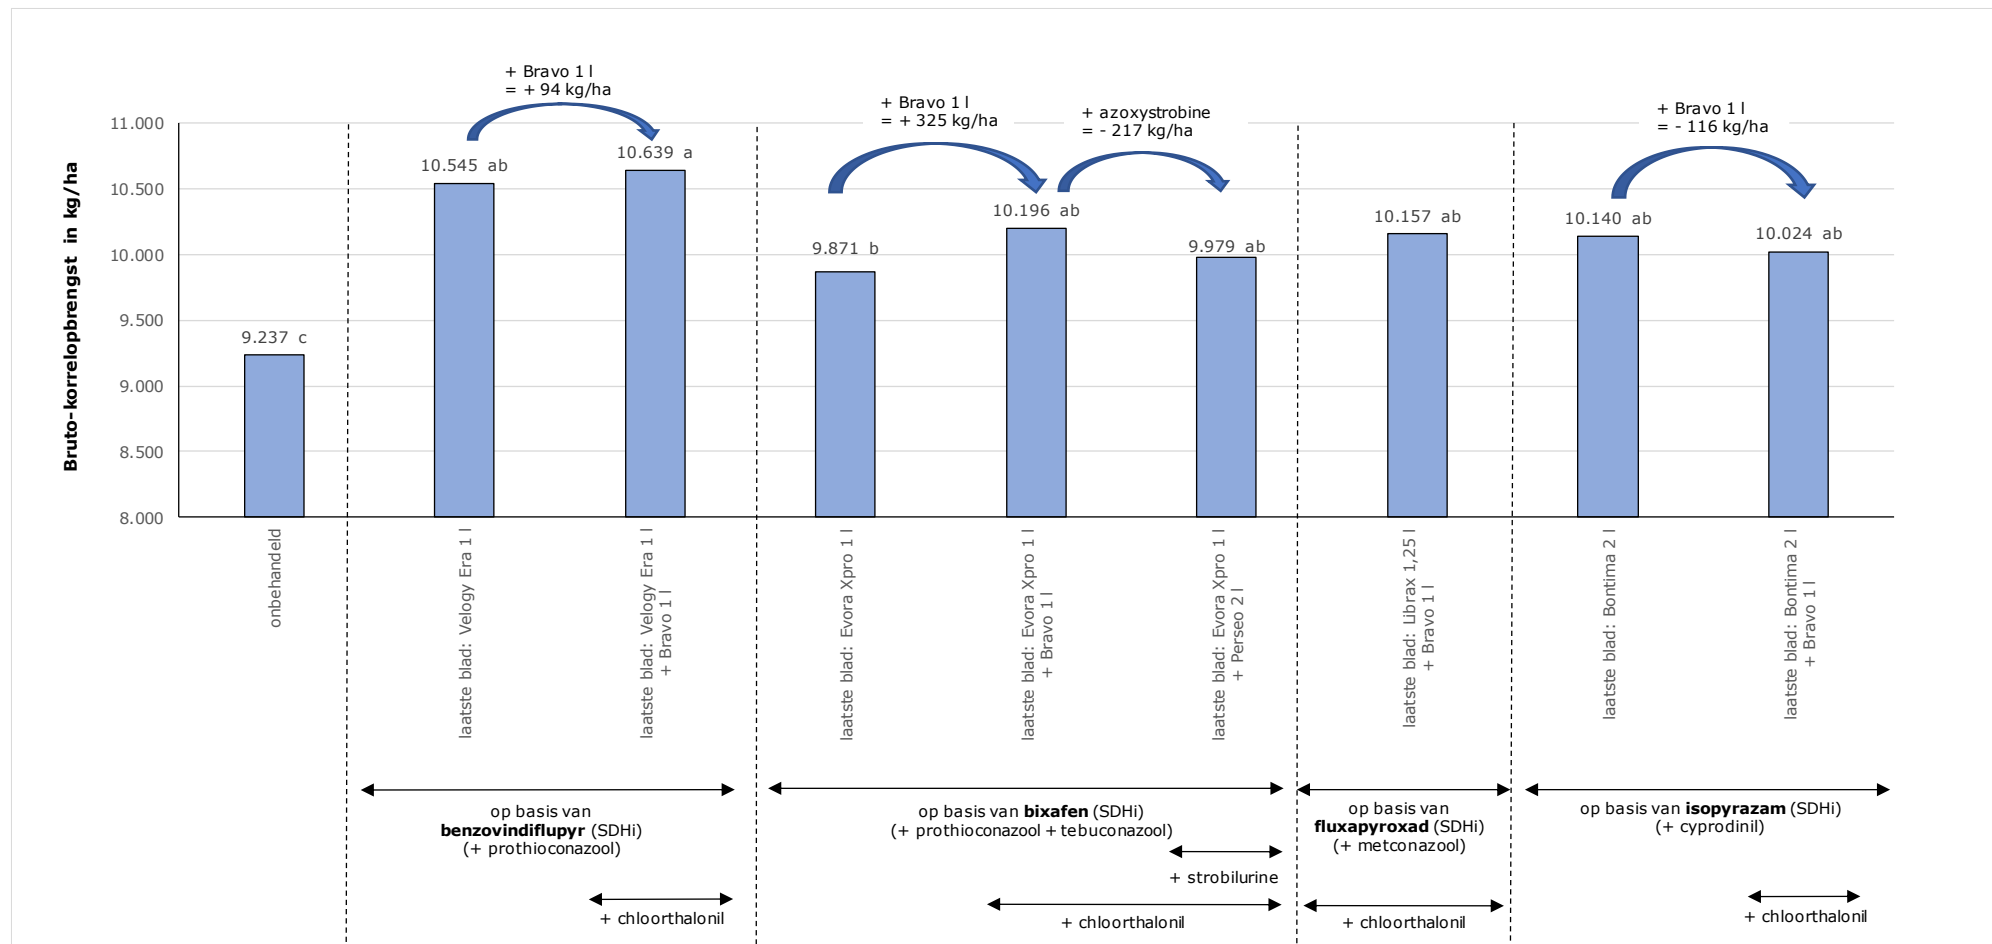 + Bravo 1 l
= + 94 kg/ha
+ Bravo 1 l
= + 325 kg/ha
+ azoxystrobine
= - 217 kg/ha
+ Bravo 1 l
= - 116 kg/ha
Bruto-korrelopbrengst in kg/ha
11.000
10.500
10.000
9.500
9.000
8.500
8.000
9.237 c
10.545 ab
10.639 a
9.871 b
10.196 ab
9.979 ab
10.157 ab
10.140 ab
10.024 ab
onbehandeld
laatste blad: Velogy Era 1 l
laatste blad: Velogy Era 1 l
+ Bravo 1 l
laatste blad: Evora Xpro 1 l
laatste blad: Evora Xpro 1 l
+ Bravo 1 l
laatste blad: Evora Xpro 1 l
+ Perseo 2 l
laatste blad: Librax 1,25 l
+ Bravo 1 l
laatste blad: Bontima 2 l
laatste blad: Bontima 2 l
+ Bravo 1 l
op basis van
benzovindiflupyr (SDHi)
(+ prothioconazool)
+ chloorthalonil
op basis van bixafen (SDHi)
(+ prothioconazool + tebuconazool)
+ strobilurine
+ chloorthalonil
op basis van
fluxapyroxad (SDHi)
(+ metconazool)
+ chloorthalonil
op basis van isopyrazam (SDHi)
(+ cyprodinil)
+ chloorthalonil